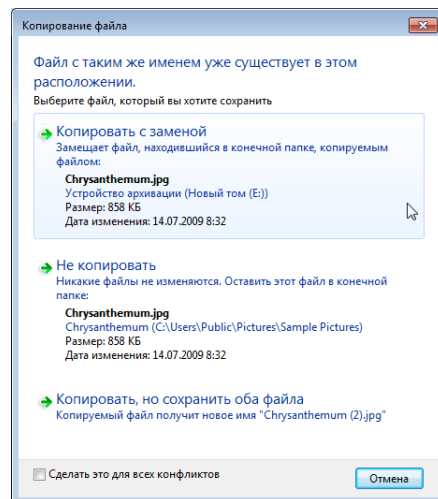 Копирование файла
Файл с таким же именем уже существует в этом
расположении.
Выберите файл, который вы хотите сохранить
Копировать с заменой
Замещает файл, находившийся в конечной папке, копируемым
файлом:
Chrysanthemum.jpg
Устройство архивации (Новый том (E:))
Размер: 858 КБ
Дата изменения: 14.07.2009 8:32
Не копировать
Никакие файлы не изменяются. Оставить этот файл в конечной
папке:
Chrysanthemum.jpg
Chrysanthemum (C:\Users\Public\Pictures\Sample Pictures)
Размер: 858 КБ
Дата изменения: 14.07.2009 8:32
Копировать, но сохранить оба файла
Копируемый файл получит новое имя "Chrysanthemum (2).jpg"
Сделать это для всех конфликтов
Отмена